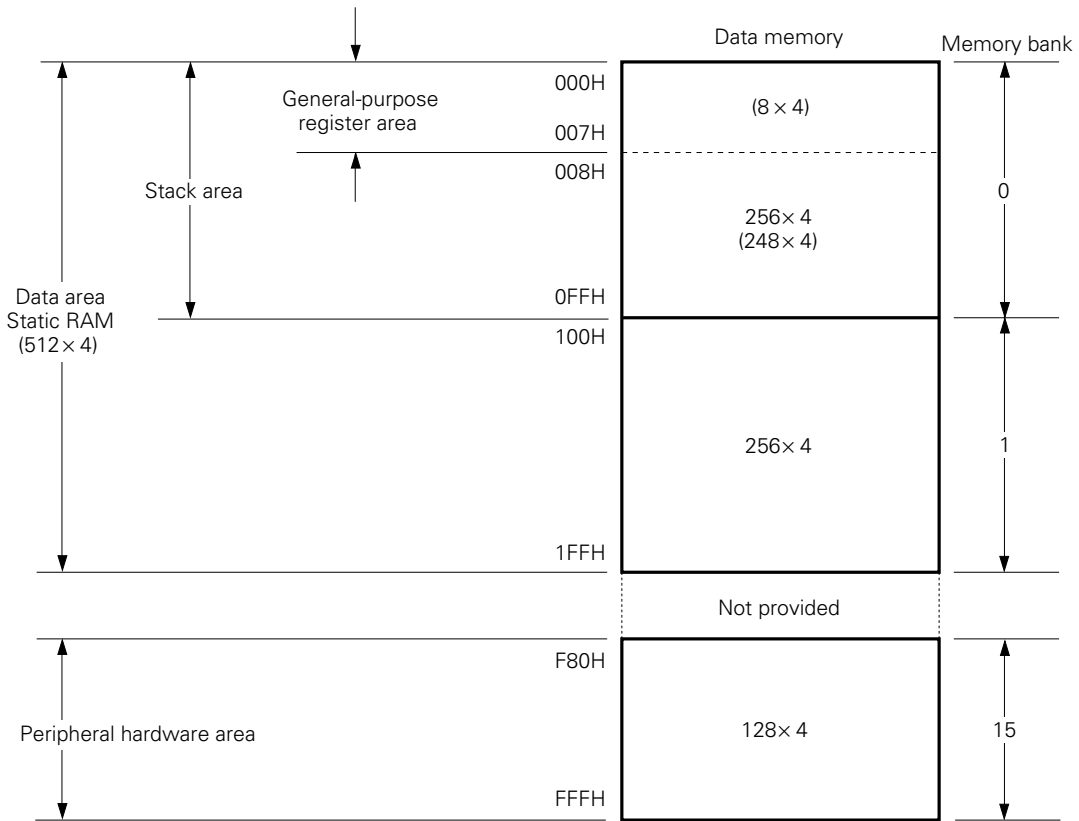 Data memory
Memory bank
000H
General-purpose
register area
(8 × 4)
007H
008H
Stack area
0
256× 4
(248× 4)
0FFH
Data area
Static RAM
(512× 4)
100H
256× 4
1
1FFH
Not provided
F80H
Peripheral hardware area
128× 4
15
FFFH